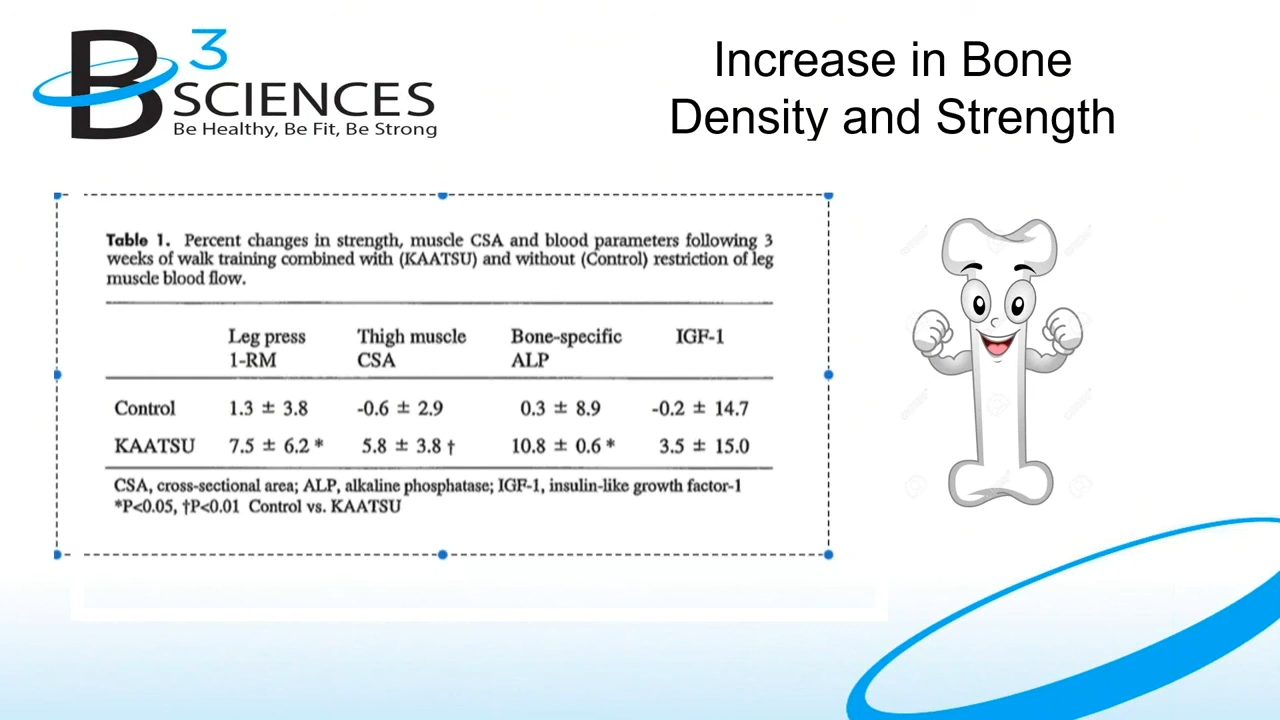 B3 SCIENCES
Be Healthy, Be Fit, Be Strong
Increase in Bone
Density and Strength
Table 1. Percent changes in strength, muscle CSA and blood parameters following 3
weeks of walk training combined with (KAATSU) and without (Control) restriction of leg
muscle blood flow.
Leg press Thigh muscle Bone-specific IGF-1
1-RM CSA ALP
Control 1.3 ± 3.8 -0.6 ± 2.9 0.3 ± 8.9 -0.2 ± 14.7
KAATSU 7.5 ± 6.2 * 5.8 ± 3.8 † 10.8 ± 0.6 * 3.5 ± 15.0
CSA, cross-sectional area; ALP, alkaline phosphatase; IGF-1, insulin-like growth factor-1
*P<0.05, †P<0.01 Control vs. KAATSU